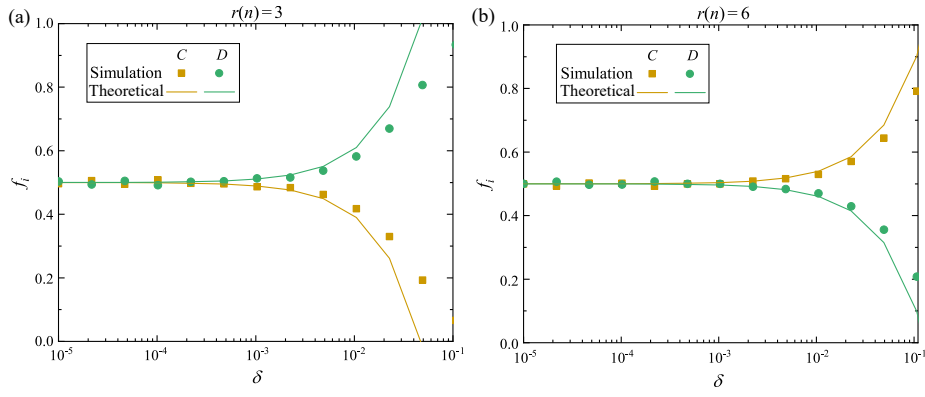 (a)
r(n) = 3
C D
Simulation
Theoretical
1.0
0.8
0.6
0.4
0.2
0.0
f_i
10⁻⁵
10⁻⁴
10⁻³
10⁻²
10⁻¹
δ
(b)
r(n) = 6
C D
Simulation
Theoretical
1.0
0.8
0.6
0.4
0.2
0.0
f_i
10⁻⁵
10⁻⁴
10⁻³
10⁻²
10⁻¹
δ